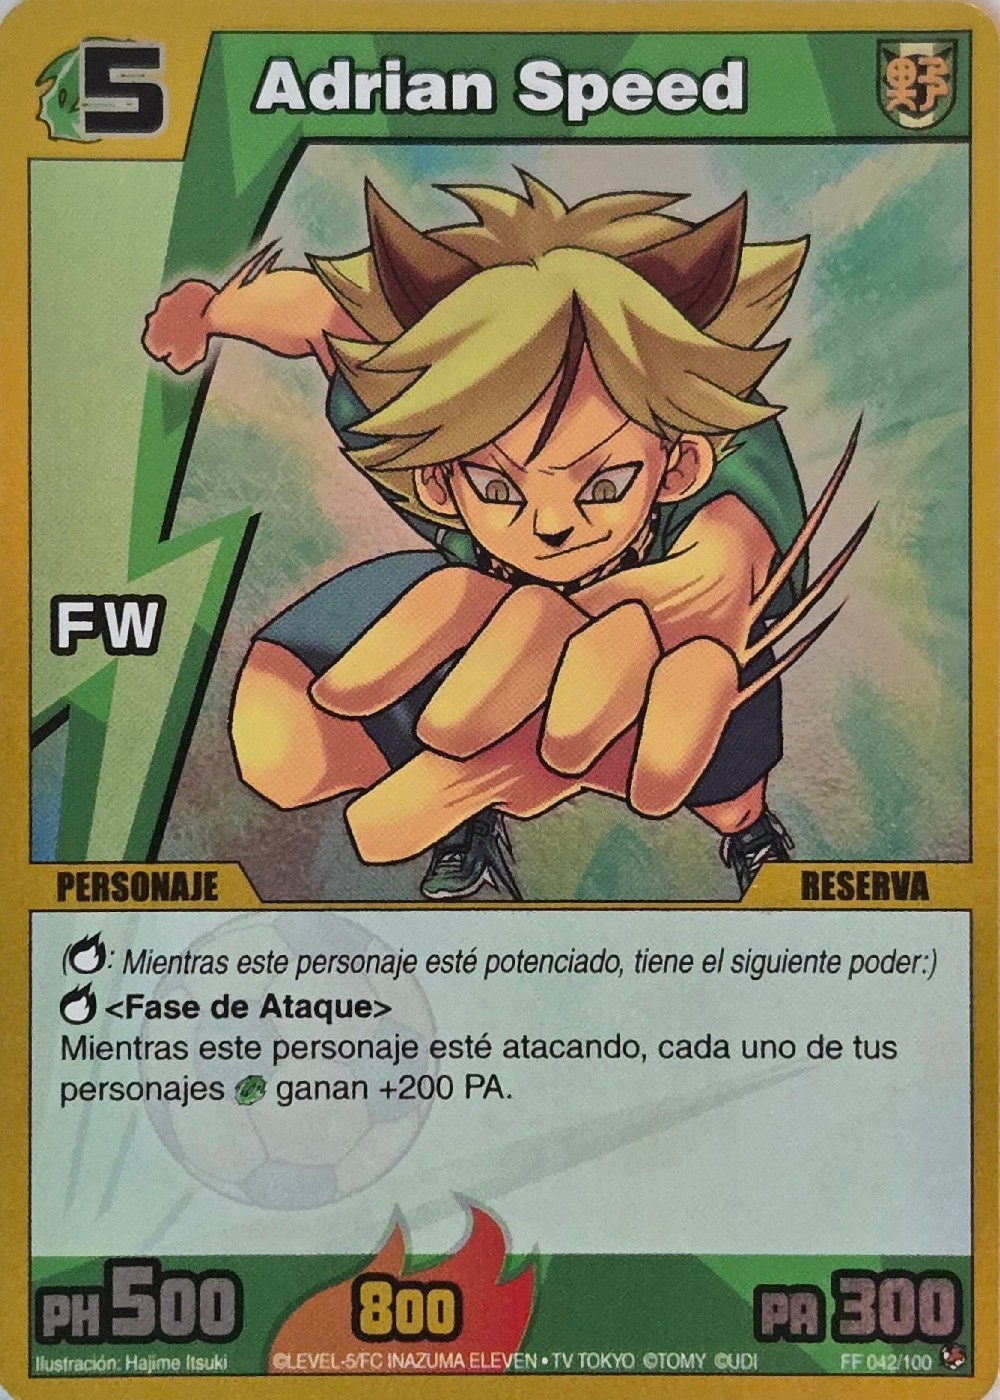 5
Adrian Speed
野
FW
PERSONAJE
RESERVA
( : Mientras este personaje esté potenciado, tiene el siguiente poder:)
<Fase de Ataque>
Mientras este personaje esté atacando, cada uno de tus
personajes ganan +200 PA.
PH 500
800
PA 300
Ilustración: Hajime Itsuki
©LEVEL-5/FC INAZUMA ELEVEN • TV TOKYO ©TOMY ©UDI
FF 042/100